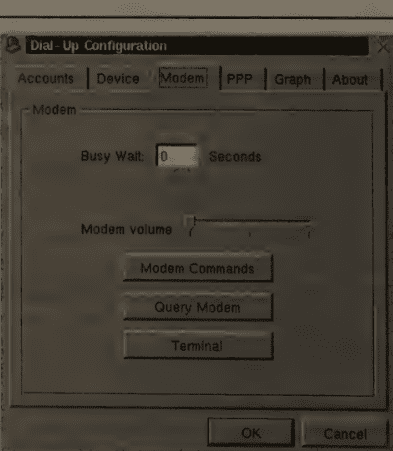 Dial-Up Configuration
Accounts Device Modem PPP Graph About
Modem
Busy Wait: 0 Seconds
Modem volume
Modem Commands
Query Modem
Terminal
OK Cancel